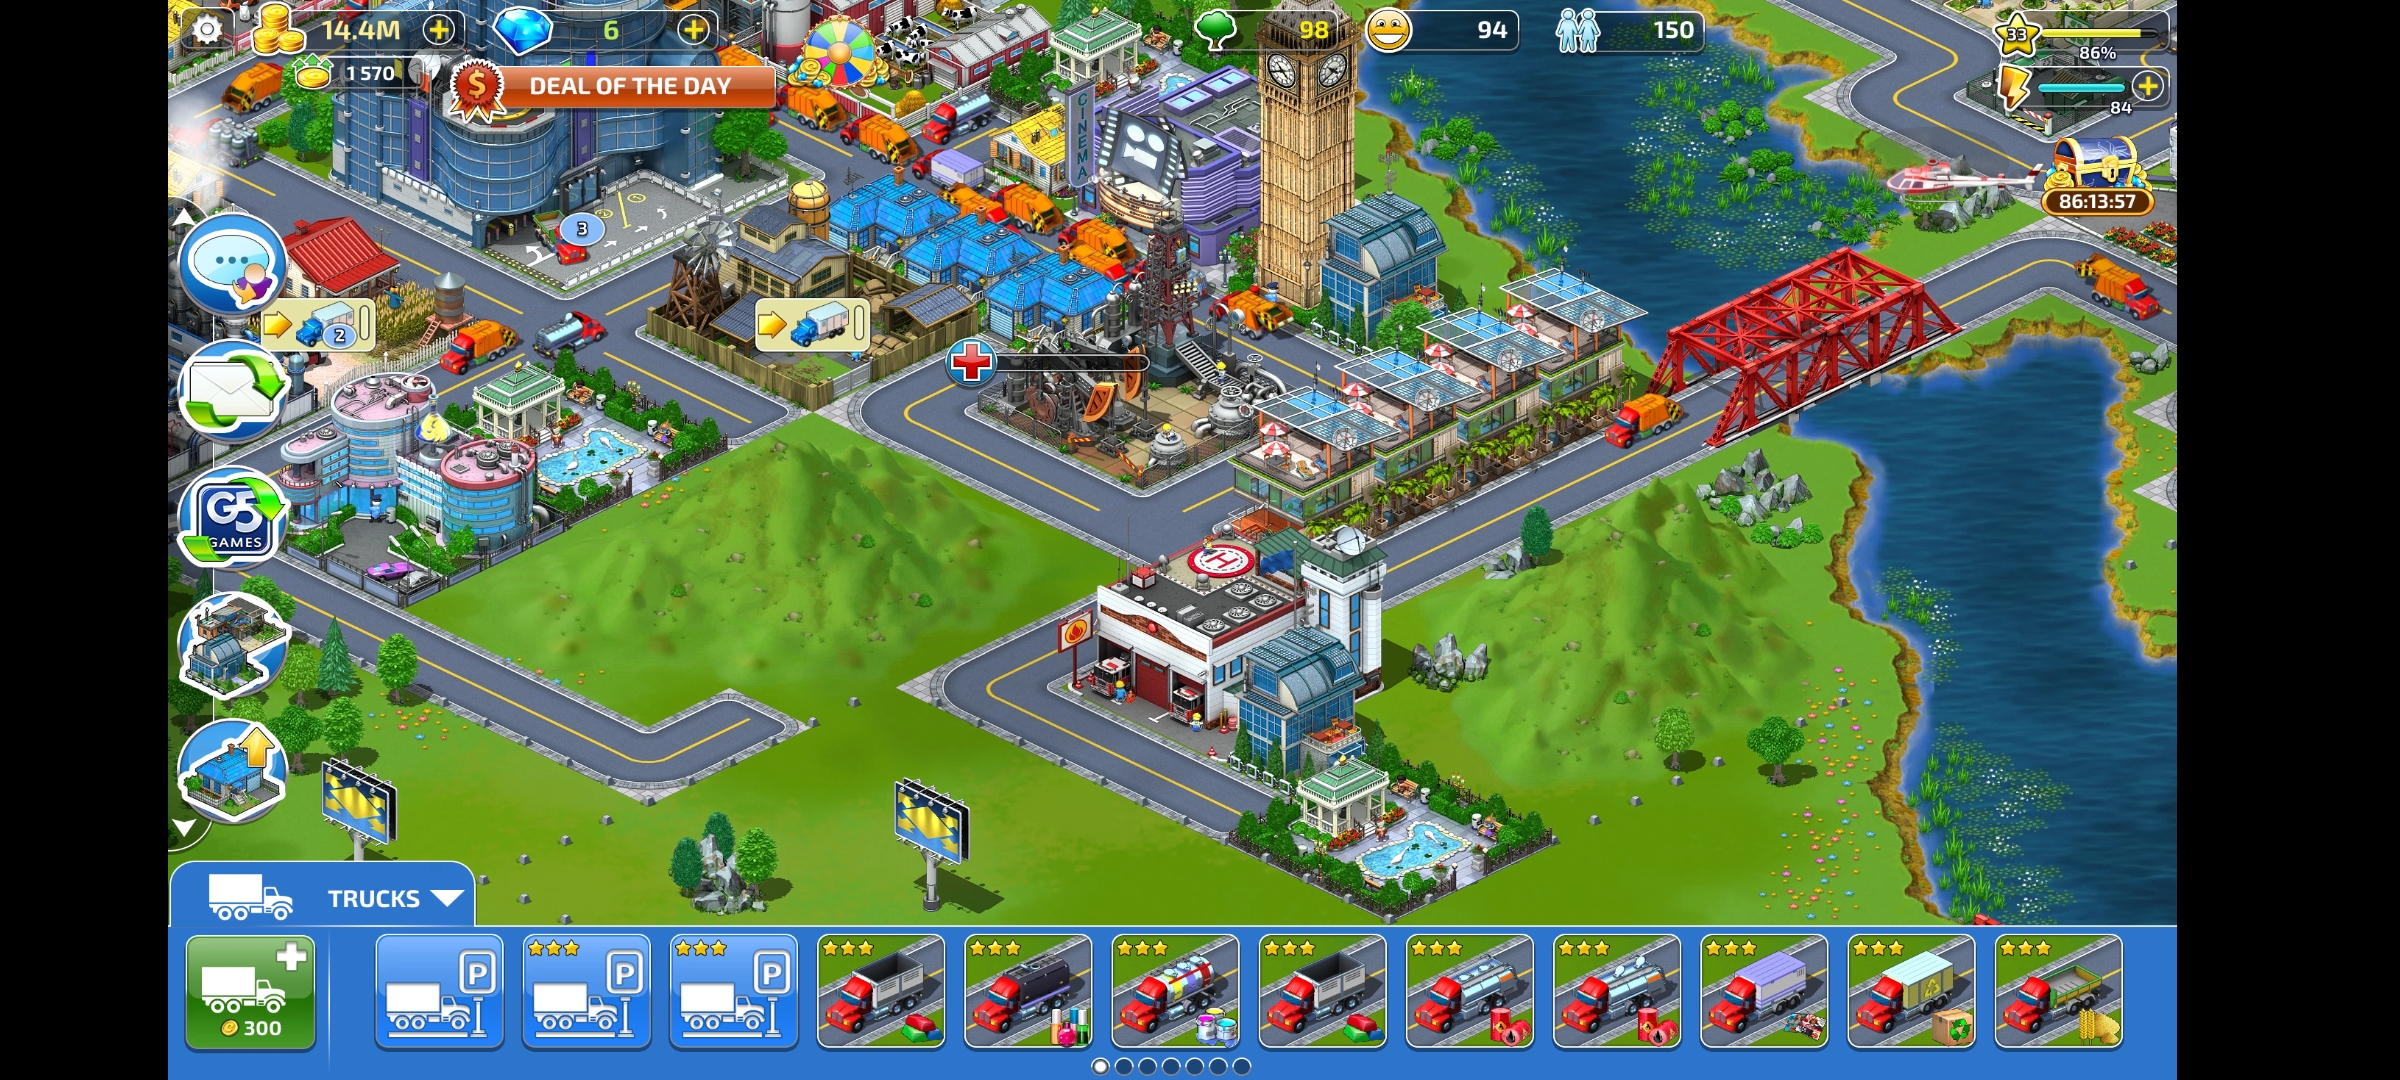 14.4M
6
98
94
150
33
86%
1 570
DEAL OF THE DAY
84
CINEMA
86:13:57
3
2
G5
GAMES
H
TRUCKS
300
P
P
P